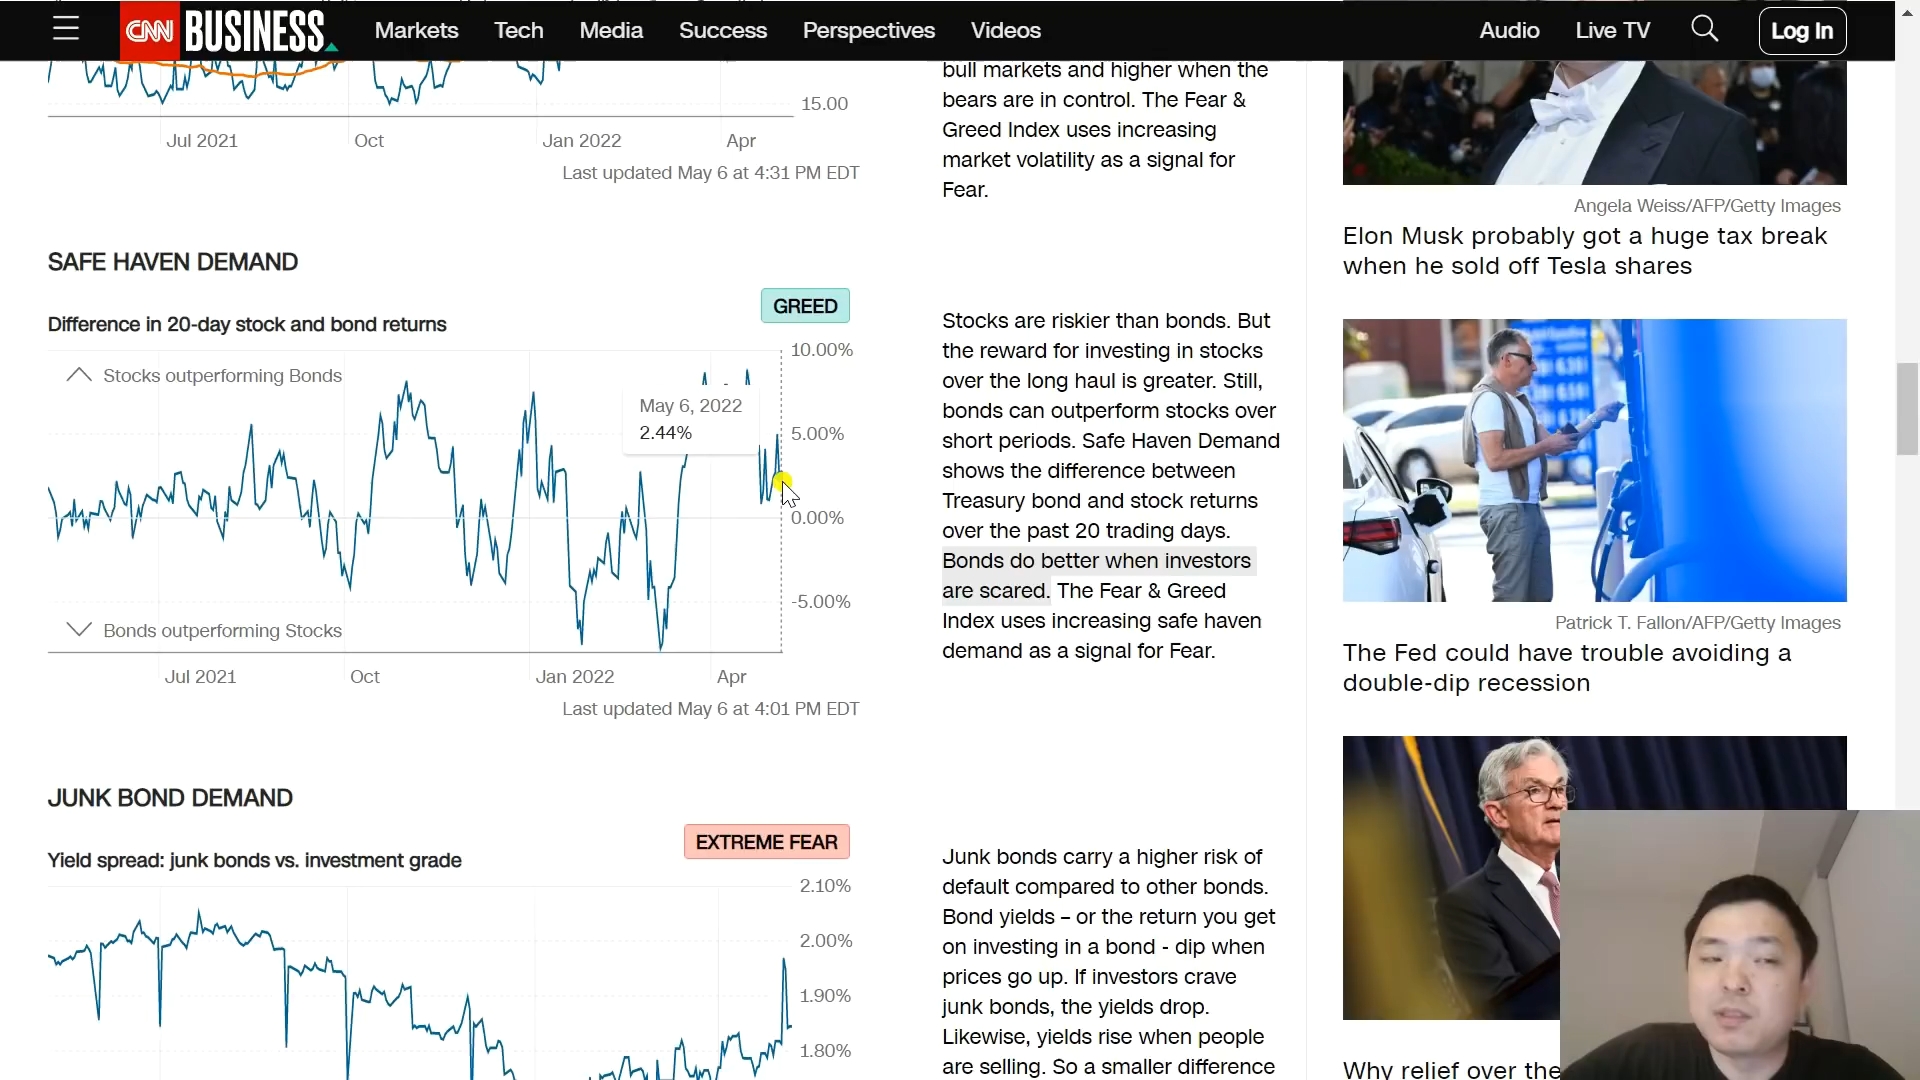 CNN BUSINESS Markets Tech Media Success Perspectives Videos Audio Live TV Log In
15.00
Jul 2021 Oct Jan 2022 Apr
Last updated May 6 at 4:31 PM EDT
bull markets and higher when the
bears are in control. The Fear &
Greed Index uses increasing
market volatility as a signal for
Fear.
SAFE HAVEN DEMAND
GREED
Difference in 20-day stock and bond returns
10.00%
Stocks outperforming Bonds
May 6, 2022
2.44%
5.00%
0.00%
-5.00%
Bonds outperforming Stocks
Jul 2021 Oct Jan 2022 Apr
Last updated May 6 at 4:01 PM EDT
Stocks are riskier than bonds. But
the reward for investing in stocks
over the long haul is greater. Still,
bonds can outperform stocks over
short periods. Safe Haven Demand
shows the difference between
Treasury bond and stock returns
over the past 20 trading days.
Bonds do better when investors
are scared. The Fear & Greed
Index uses increasing safe haven
demand as a signal for Fear.
JUNK BOND DEMAND
EXTREME FEAR
Yield spread: junk bonds vs. investment grade
2.10%
2.00%
1.90%
1.80%
Junk bonds carry a higher risk of
default compared to other bonds.
Bond yields – or the return you get
on investing in a bond - dip when
prices go up. If investors crave
junk bonds, the yields drop.
Likewise, yields rise when people
are selling. So a smaller difference
Angela Weiss/AFP/Getty Images
Elon Musk probably got a huge tax break
when he sold off Tesla shares
Patrick T. Fallon/AFP/Getty Images
The Fed could have trouble avoiding a
double-dip recession
Why relief over the